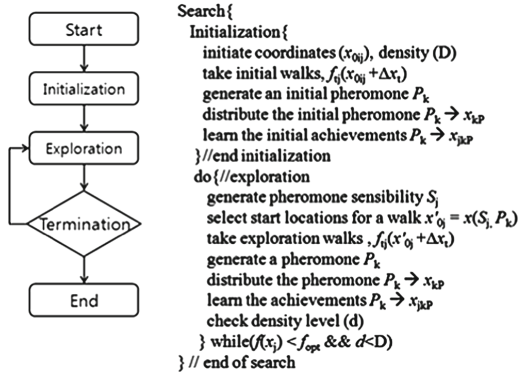 Start
Initialization
Exploration
Termination
End
Search{
Initialization{
initiate coordinates (x0ij), density (D)
take initial walks, ftj(x0ij +Δxt)
generate an initial pheromone Pk
distribute the initial pheromone Pk → xkP
learn the initial achievements Pk → xjkP
}//end initialization
do{//exploration
generate pheromone sensibility Sj
select start locations for a walk x'0j = x(Sj, Pk)
take exploration walks , ftj(x'0j +Δxt)
generate a pheromone Pk
distribute the pheromone Pk → xkP
learn the achievements Pk → xjkP
check density level (d)
} while(f(xj) < fopt && d<D)
} // end of search